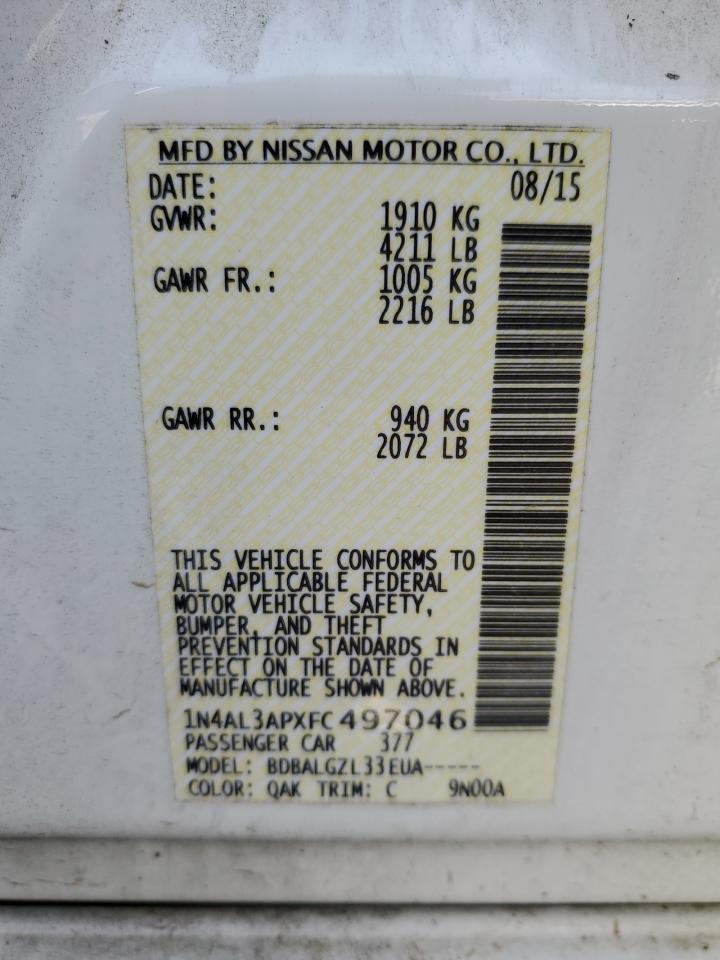 MFD BY NISSAN MOTOR CO., LTD.
DATE: 08/15
GVWR: 1910 KG
4211 LB
GAWR FR.: 1005 KG
2216 LB
GAWR RR.: 940 KG
2072 LB
THIS VEHICLE CONFORMS TO
ALL APPLICABLE FEDERAL
MOTOR VEHICLE SAFETY,
BUMPER, AND THEFT
PREVENTION STANDARDS IN
EFFECT ON THE DATE OF
MANUFACTURE SHOWN ABOVE.
1N4AL3APXFC497046
PASSENGER CAR 377
MODEL: BDBALGZL33EUA-----
COLOR: QAK TRIM: C 9N00A